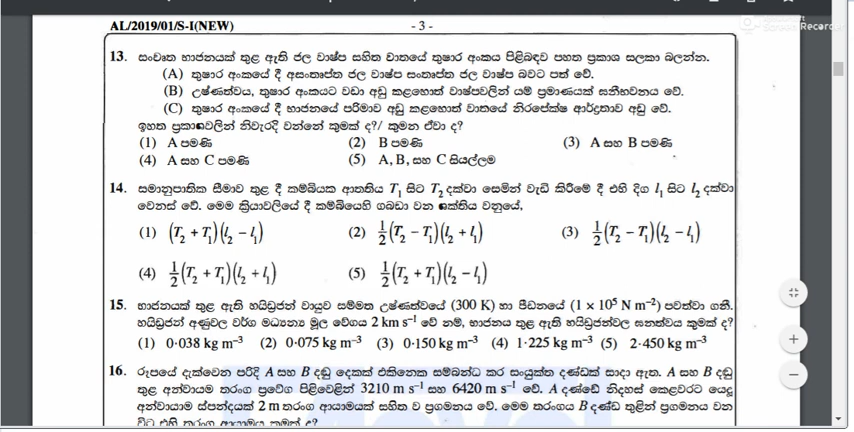 AL/2019/01/S-I(NEW)
- 3 -
13. සංවෘත භාජනයක් තුළ ඇති ජල වාෂ්ප සහිත වාතයේ තුෂාර අංකය පිළිබඳව පහත ප්‍රකාශ සලකා බලන්න.
(A) තුෂාර අංකයේ දී අසංතෘප්ත ජල වාෂ්ප සංතෘප්ත ජල වාෂ්ප බවට පත් වේ.
(B) උෂ්ණත්වය, තුෂාර අංකයට වඩා අඩු කළහොත් වාෂ්පවලින් යම් ප්‍රමාණයක් ඝනීභවනය වේ.
(C) තුෂාර අංකයේ දී භාජනයේ පරිමාව අඩු කළහොත් වාතයේ නිරපේක්ෂ ආර්ද්‍රතාව අඩු වේ.
ඉහත ප්‍රකාශවලින් නිවැරදි වන්නේ කුමක් ද?/ කුමන ඒවා ද?
(1) A පමණි (2) B පමණි (3) A සහ B පමණි
(4) A සහ C පමණි (5) A, B, සහ C සියල්ලම
14. සමානුපාතික සීමාව තුළ දී කම්බියක ආතතිය T₁ සිට T₂ දක්වා සෙමින් වැඩි කිරීමේ දී එහි දිග l₁ සිට l₂ දක්වා
වෙනස් වේ. මෙම ක්‍රියාවලියේ දී කම්බියෙහි ගබඩා වන ශක්තිය වනුයේ,
(1) (T₂ + T₁)(l₂ − l₁) (2) ½(T₂ − T₁)(l₂ + l₁) (3) ½(T₂ − T₁)(l₂ − l₁)
(4) ½(T₂ + T₁)(l₂ + l₁) (5) ½(T₂ + T₁)(l₂ − l₁)
15. භාජනයක් තුළ ඇති හයිඩ්‍රජන් වායුව සම්මත උෂ්ණත්වයේ (300 K) හා පීඩනයේ (1 × 10⁵ N m⁻²) පවත්වා ගනී.
හයිඩ්‍රජන් අණුවල වර්ග මධ්‍යන්‍ය මූල වේගය 2 km s⁻¹ වේ නම්, භාජනය තුළ ඇති හයිඩ්‍රජන්වල ඝනත්වය කුමක් ද?
(1) 0·038 kg m⁻³ (2) 0·075 kg m⁻³ (3) 0·150 kg m⁻³ (4) 1·225 kg m⁻³ (5) 2·450 kg m⁻³
16. රූපයේ දැක්වෙන පරිදි A සහ B දඬු දෙකක් එකිනෙක සම්බන්ධ කර සංයුක්ත දණ්ඩක් සාදා ඇත. A සහ B දඬු
තුළ අන්වායාම තරංග ප්‍රවේග පිළිවෙළින් 3210 m s⁻¹ සහ 6420 m s⁻¹ වේ. A දණ්ඩේ නිදහස් කෙළවරට යෙදූ
අන්වායාම ස්පන්දයක් 2 m තරංග ආයාමයක් සහිත ව ප්‍රගමනය වේ. මෙම තරංගය B දණ්ඩ තුළින් ප්‍රගමනය වන
විට එහි තරංග ආයාමය කුමක් ද?